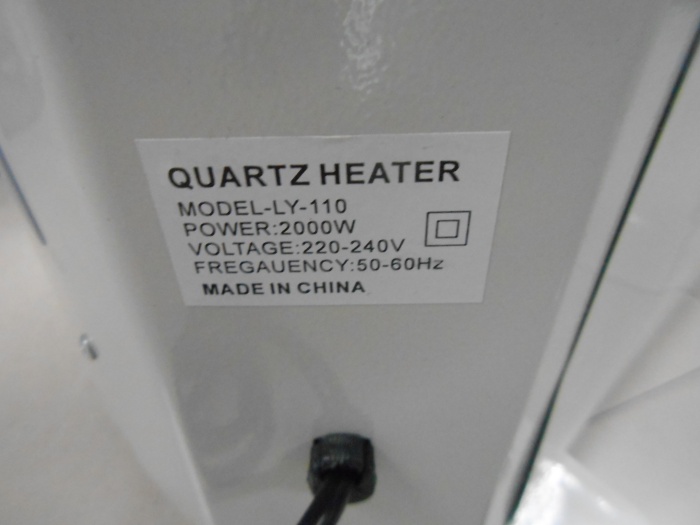 QUARTZ HEATER
MODEL-LY-110
POWER:2000W
VOLTAGE:220-240V
FREGAUENCY:50-60Hz
MADE IN CHINA